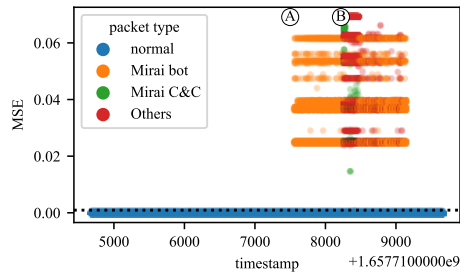 A B
packet type
normal
Mirai bot
Mirai C&C
Others
MSE
0.06
0.04
0.02
0.00
5000 6000 7000 8000 9000
timestamp
+1.6577100000e9